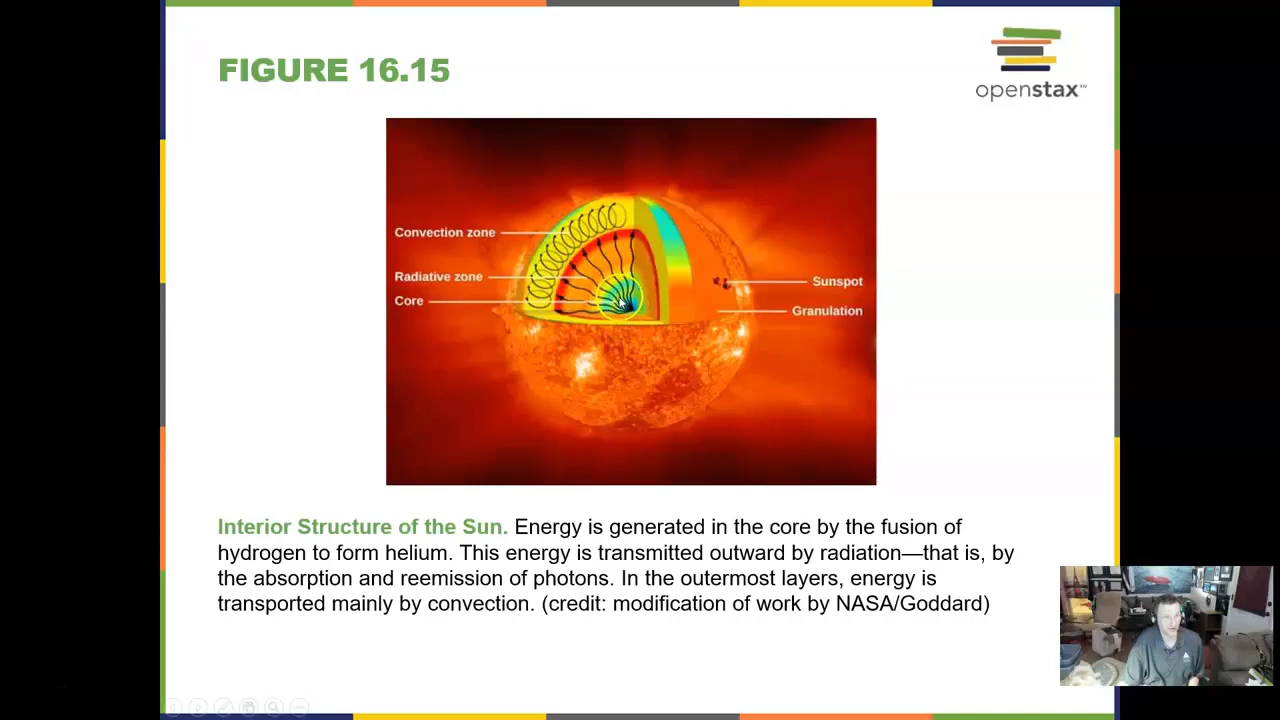 FIGURE 16.15
openstax™
Convection zone
Radiative zone
Core
Sunspot
Granulation
Interior Structure of the Sun. Energy is generated in the core by the fusion of
hydrogen to form helium. This energy is transmitted outward by radiation—that is, by
the absorption and reemission of photons. In the outermost layers, energy is
transported mainly by convection. (credit: modification of work by NASA/Goddard)